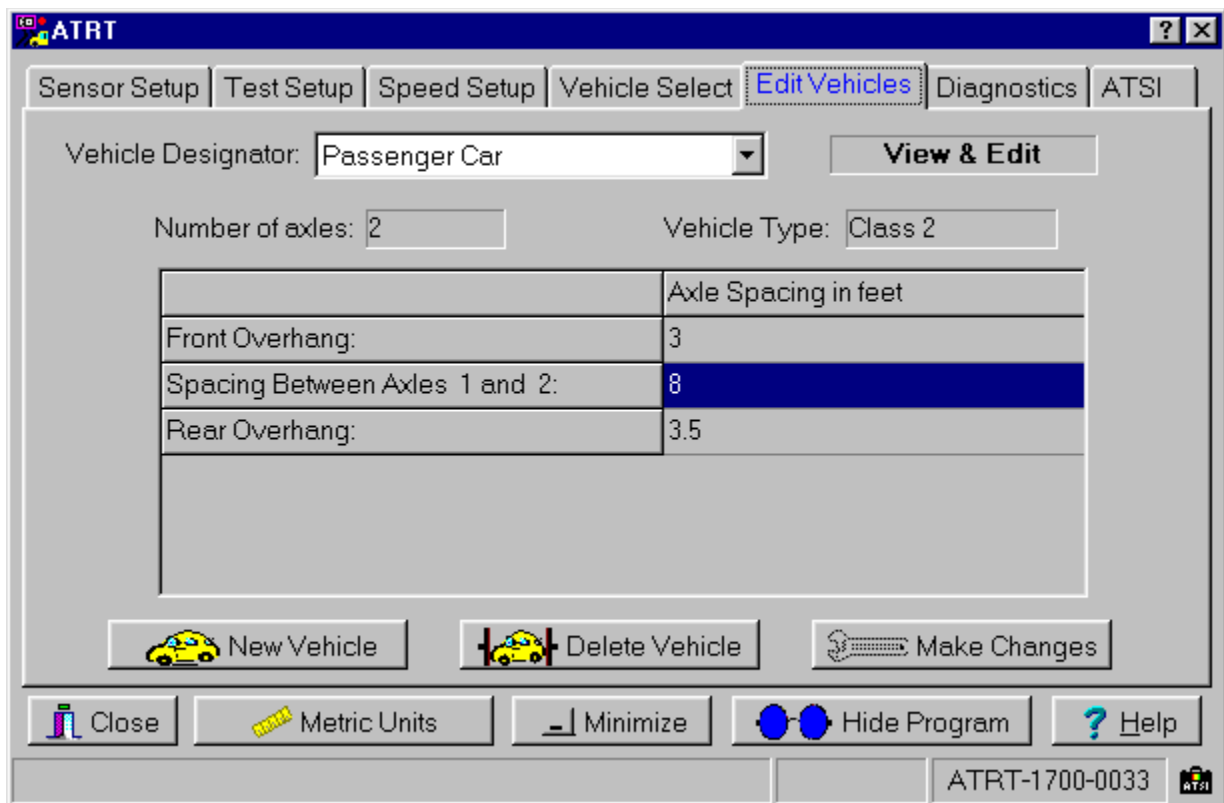 ATRT
Sensor Setup Test Setup Speed Setup Vehicle Select Edit Vehicles Diagnostics ATSI
Vehicle Designator: Passenger Car View & Edit
Number of axles: 2 Vehicle Type: Class 2
Axle Spacing in feet
Front Overhang: 3
Spacing Between Axles 1 and 2: 8
Rear Overhang: 3.5
New Vehicle Delete Vehicle Make Changes
Close Metric Units Minimize Hide Program ? Help
ATRT-1700-0033 ATSI